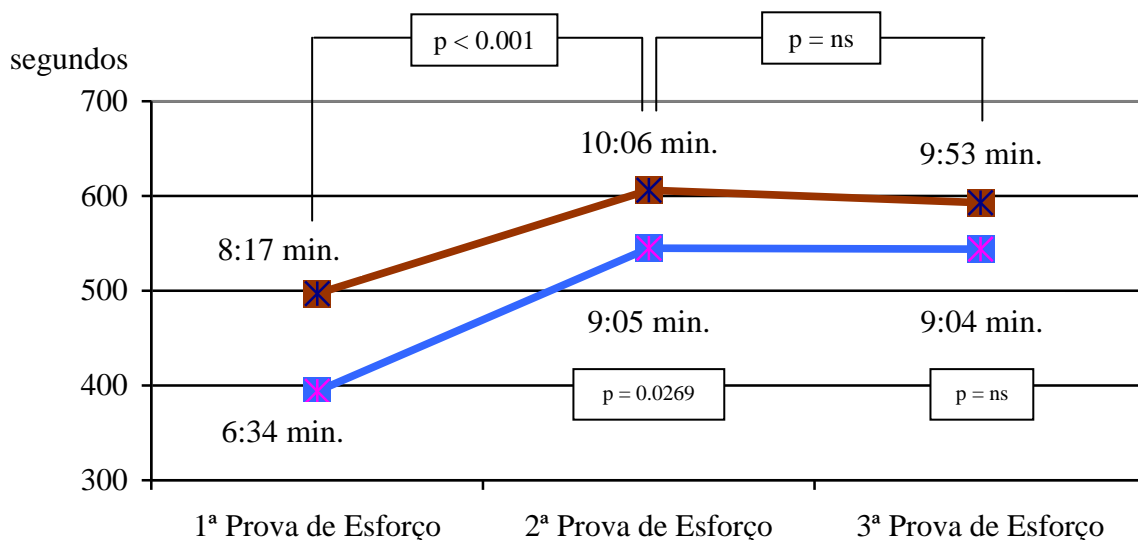 p < 0.001
p = ns
segundos
700
10:06 min.
9:53 min.
600
8:17 min.
500
9:05 min.
9:04 min.
400
p = 0.0269
p = ns
6:34 min.
300
1ª Prova de Esforço
2ª Prova de Esforço
3ª Prova de Esforço